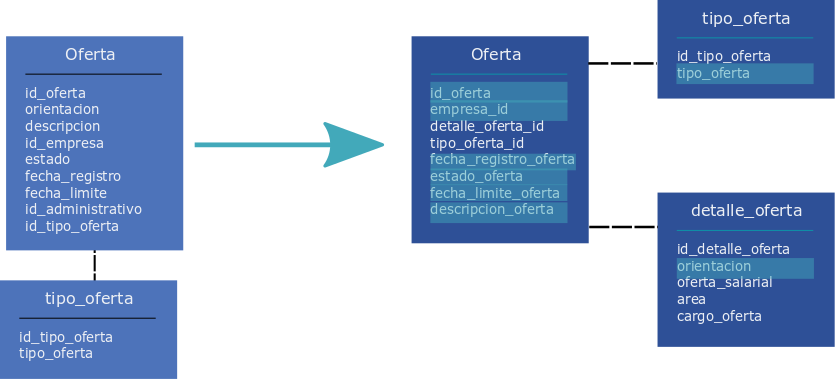 Oferta
id_oferta
orientacion
descripcion
id_empresa
estado
fecha_registro
fecha_limite
id_administrativo
id_tipo_oferta
tipo_oferta
id_tipo_oferta
tipo_oferta
Oferta
id_oferta
empresa_id
detalle_oferta_id
tipo_oferta_id
fecha_registro_oferta
estado_oferta
fecha_limite_oferta
descripcion_oferta
tipo_oferta
id_tipo_oferta
tipo_oferta
detalle_oferta
id_detalle_oferta
orientacion
oferta_salarial
area
cargo_oferta